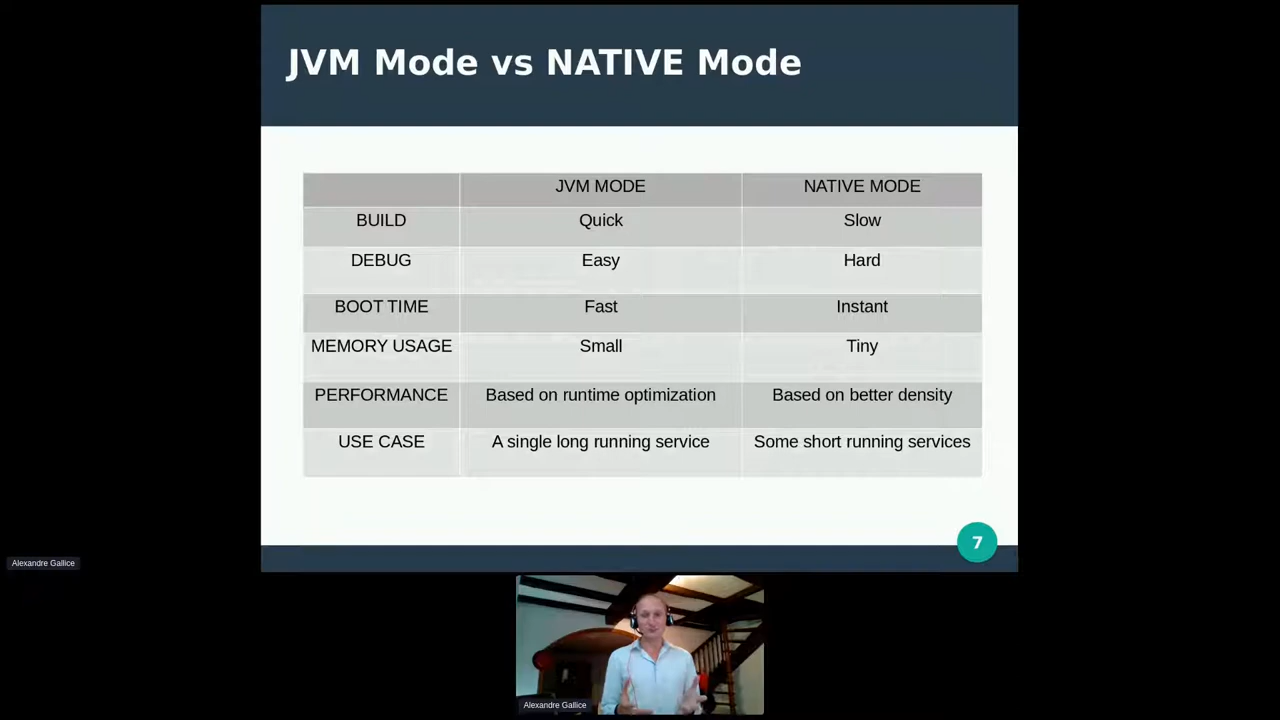 JVM Mode vs NATIVE Mode
JVM MODE NATIVE MODE
BUILD Quick Slow
DEBUG Easy Hard
BOOT TIME Fast Instant
MEMORY USAGE Small Tiny
PERFORMANCE Based on runtime optimization Based on better density
USE CASE A single long running service Some short running services
7
Alexandre Gallice
Alexandre Gallice